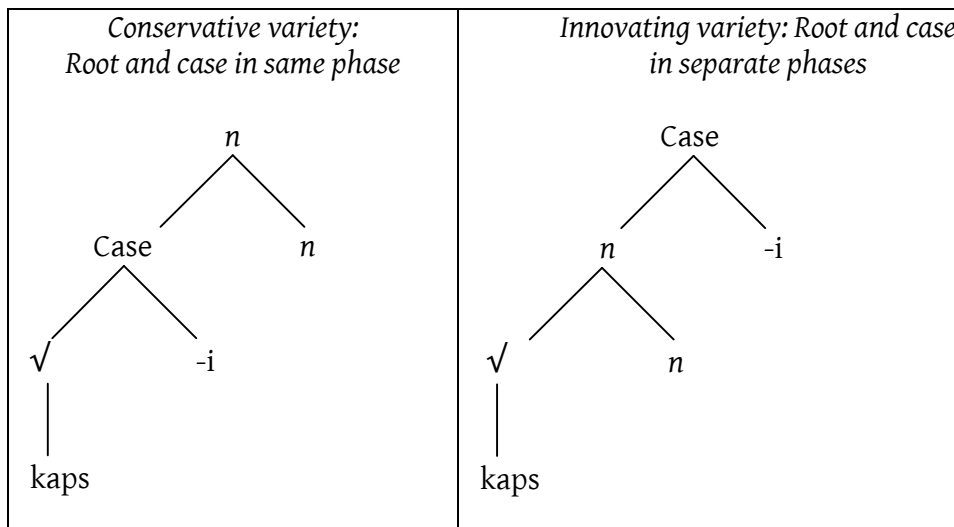 Conservative variety:
Root and case in same phase
n
Case
n
√
-i
kaps
Innovating variety: Root and case
in separate phases
Case
n
-i
√
n
kaps